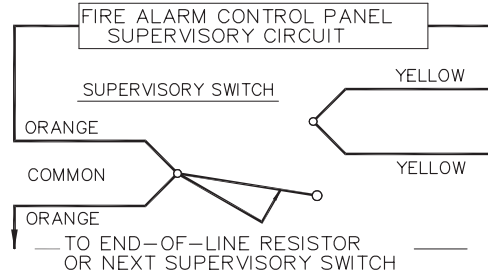 FIRE ALARM CONTROL PANEL
SUPERVISORY CIRCUIT
YELLOW
SUPERVISORY SWITCH
ORANGE
YELLOW
COMMON
ORANGE
TO END-OF-LINE RESISTOR
OR NEXT SUPERVISORY SWITCH